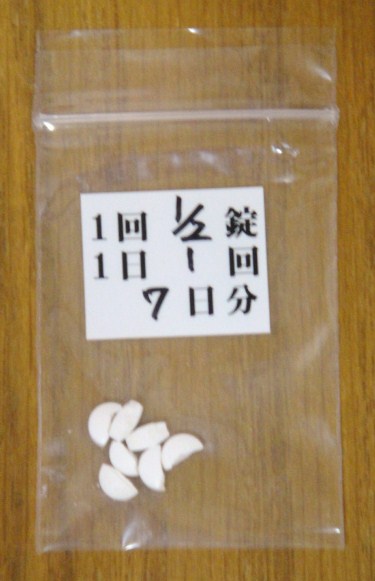 1回 1/2 錠
1日 1 回
7日分